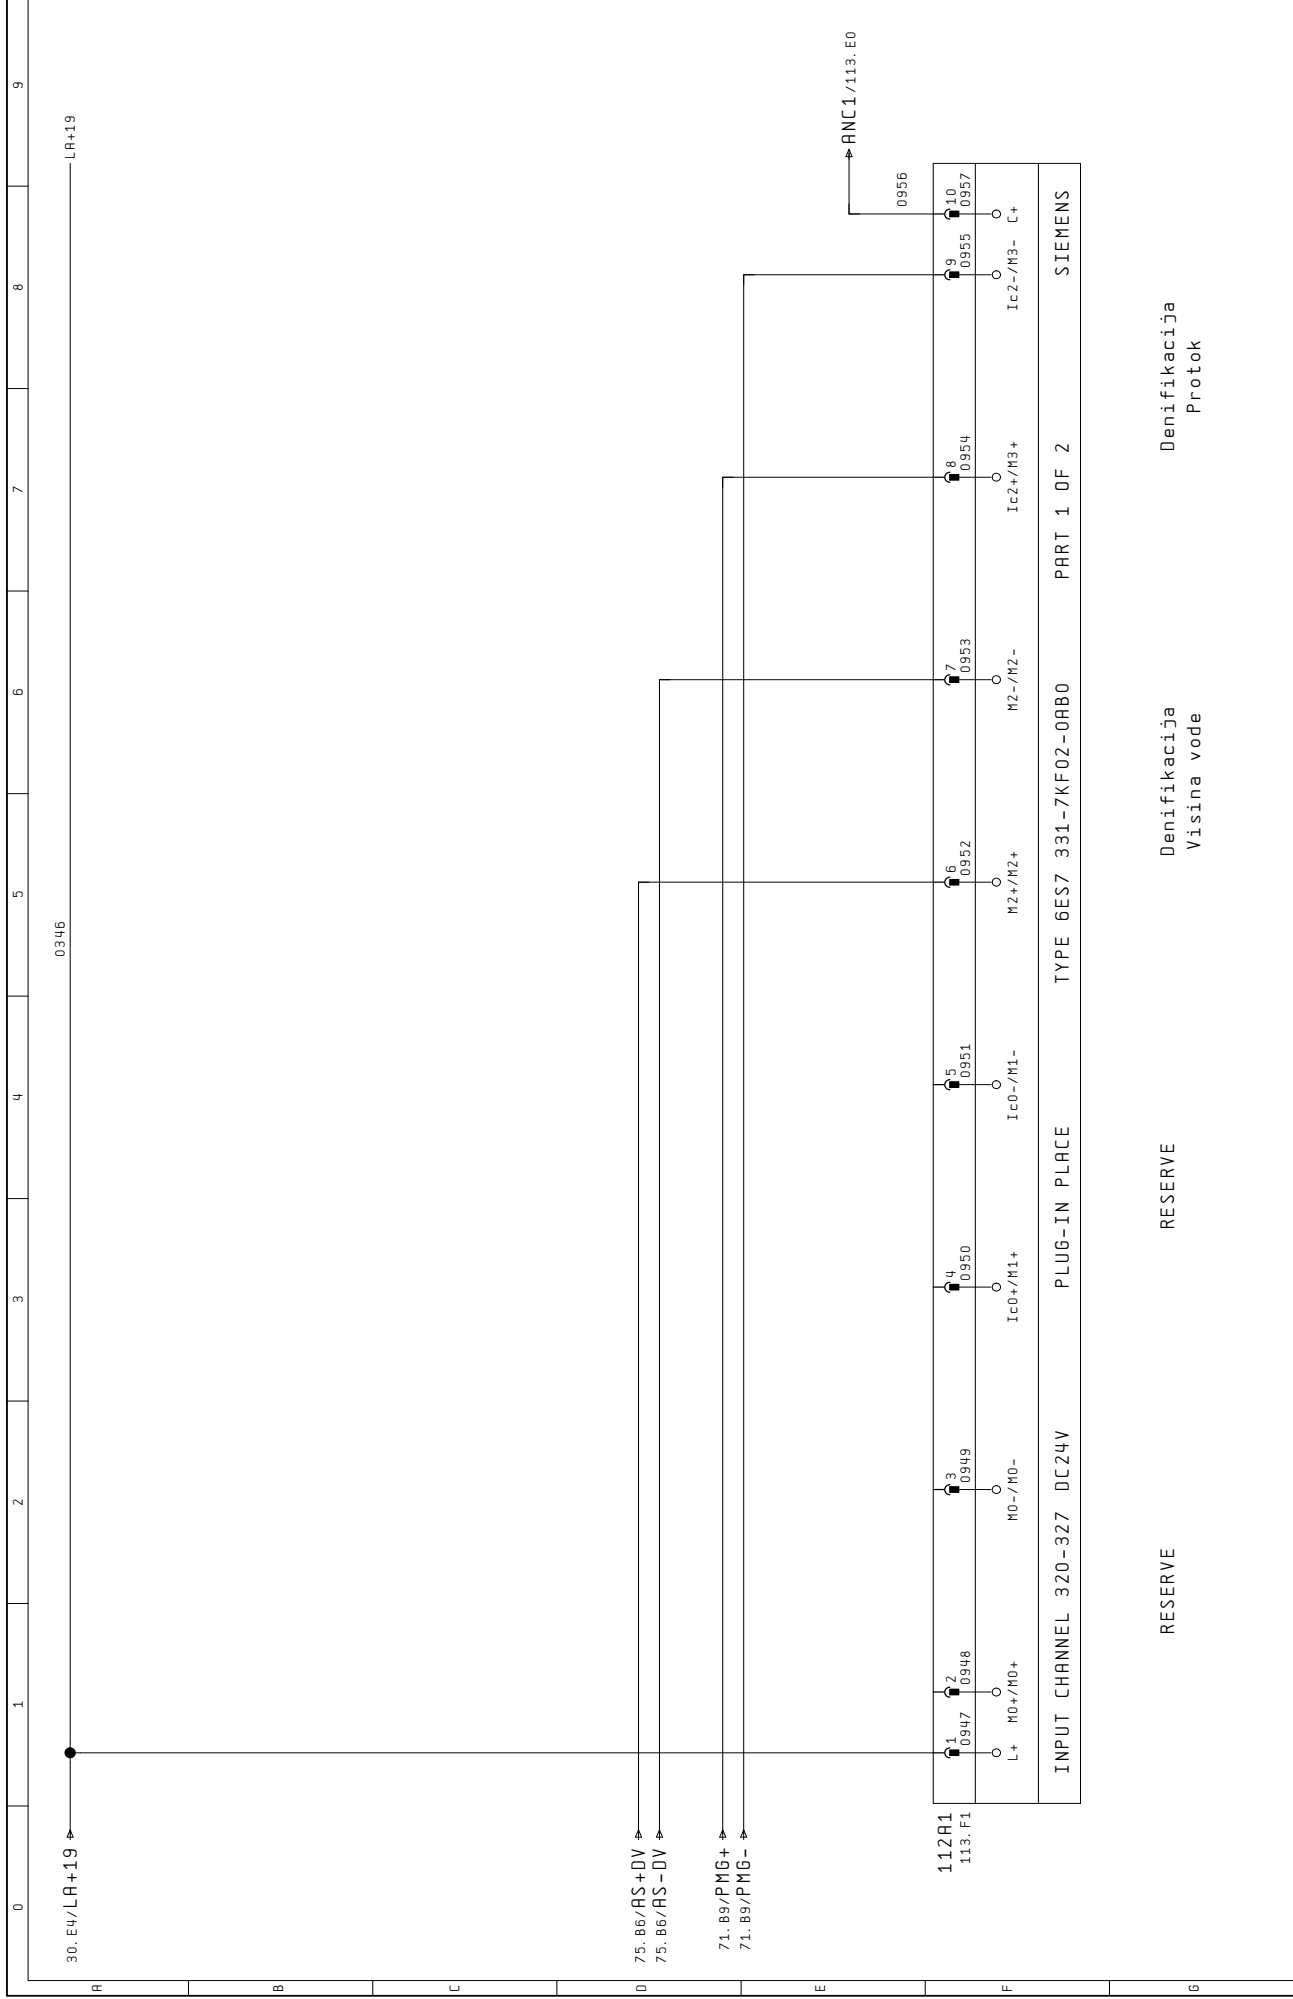 0 1 2 3 4 5 6 7 8 9
A
B
C
D
E
F
G
30.E4/LA+19
0346
LA+19
75.B6/AS+DV
75.B6/AS-DV
71.B9/PMG+
71.B9/PMG-
ANC1/113.E0
0956
112A1
113.F1
1 2 3 4 5 6 7 8 9 10
0947 0948 0949 0950 0951 0952 0953 0954 0955 0957
L+ M0+/M0+ M0-/M0- Ic0+/M1+ Ic0-/M1- M2+/M2+ M2-/M2- Ic2+/M3+ Ic2-/M3- C+
INPUT CHANNEL 320-327 DC24V PLUG-IN PLACE TYPE 6ES7 331-7KF02-0AB0 PART 1 OF 2 SIEMENS
RESERVE
RESERVE
Denifikacija
Visina vode
Denifikacija
Protok